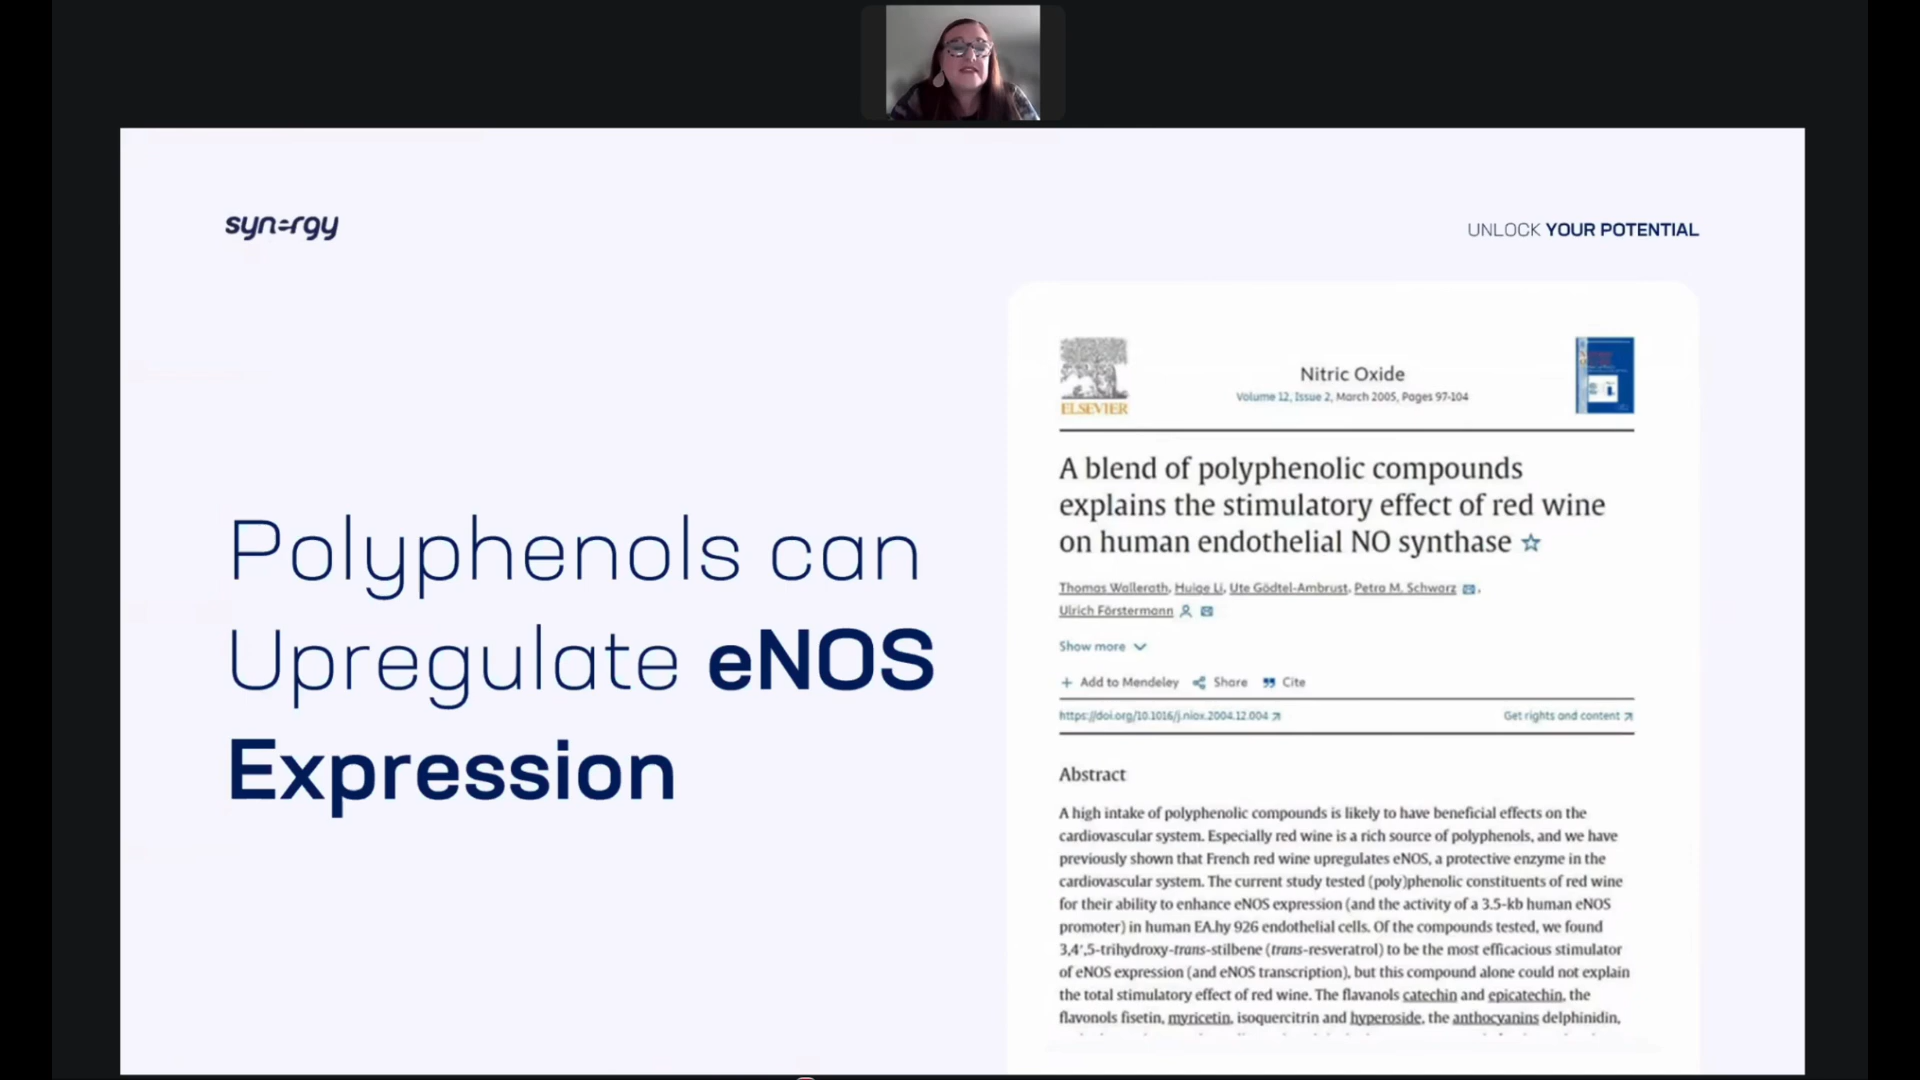 synergy
UNLOCK YOUR POTENTIAL
Polyphenols can
Upregulate eNOS
Expression
ELSEVIER
Nitric Oxide
Volume 12, Issue 2, March 2005, Pages 97-104
A blend of polyphenolic compounds
explains the stimulatory effect of red wine
on human endothelial NO synthase
Thomas Wallerath, Huige Li, Ute Gödtel-Ambrust, Petra M. Schwarz,
Ulrich Förstermann
Show more
+ Add to Mendeley Share Cite
https://doi.org/10.1016/j.niox.2004.12.004 Get rights and content
Abstract
A high intake of polyphenolic compounds is likely to have beneficial effects on the
cardiovascular system. Especially red wine is a rich source of polyphenols, and we have
previously shown that French red wine upregulates eNOS, a protective enzyme in the
cardiovascular system. The current study tested (poly)phenolic constituents of red wine
for their ability to enhance eNOS expression (and the activity of a 3.5-kb human eNOS
promoter) in human EA.hy 926 endothelial cells. Of the compounds tested, we found
3,4′,5-trihydroxy-trans-stilbene (trans-resveratrol) to be the most efficacious stimulator
of eNOS expression (and eNOS transcription), but this compound alone could not explain
the total stimulatory effect of red wine. The flavanols catechin and epicatechin, the
flavonols fisetin, myricetin, isoquercitrin and hyperoside, the anthocyanins delphinidin,